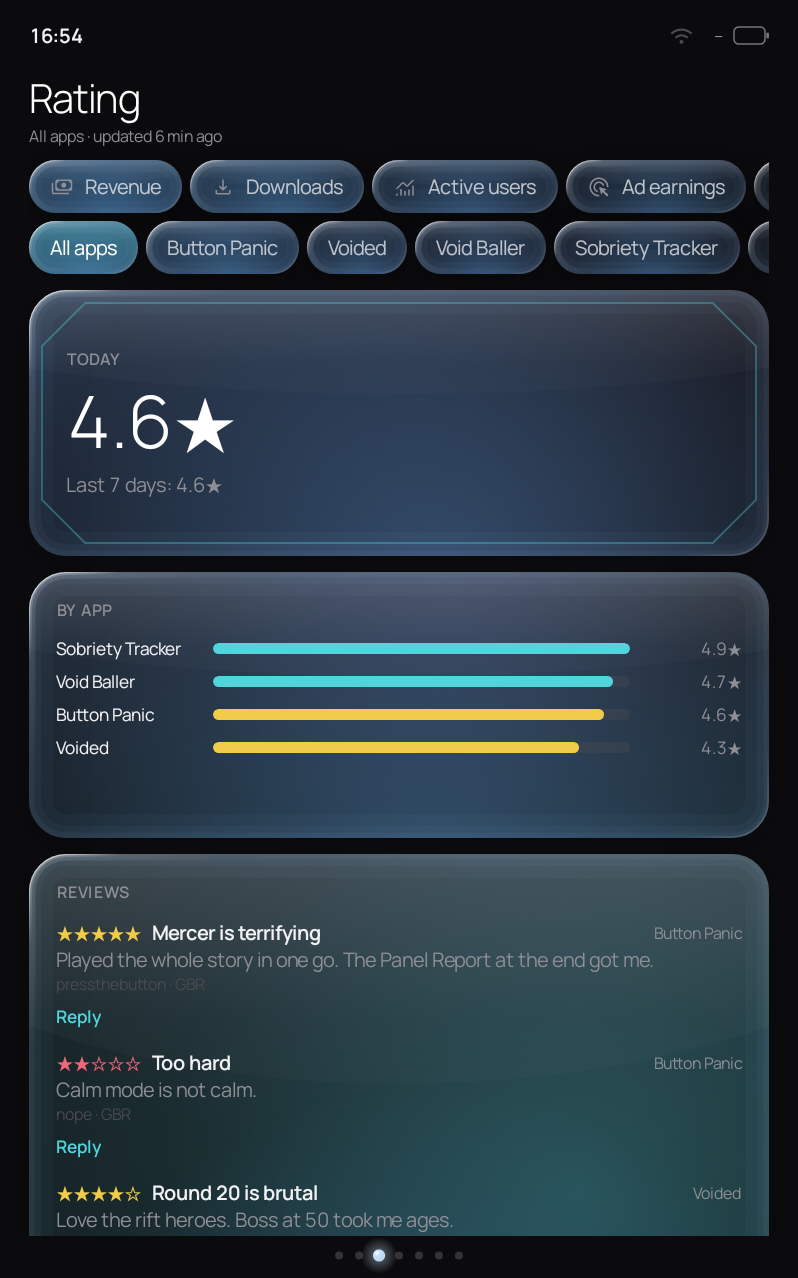 16:54
Rating
All apps · updated 6 min ago
Revenue Downloads Active users Ad earnings
All apps Button Panic Voided Void Baller Sobriety Tracker
TODAY
4.6★
Last 7 days: 4.6★
BY APP
Sobriety Tracker 4.9★
Void Baller 4.7★
Button Panic 4.6★
Voided 4.3★
REVIEWS
★★★★★ Mercer is terrifying Button Panic
Played the whole story in one go. The Panel Report at the end got me.
pressthebutton · GBR
Reply
★★☆☆☆ Too hard Button Panic
Calm mode is not calm.
nope · GBR
Reply
★★★★☆ Round 20 is brutal Voided
Love the rift heroes. Boss at 50 took me ages.